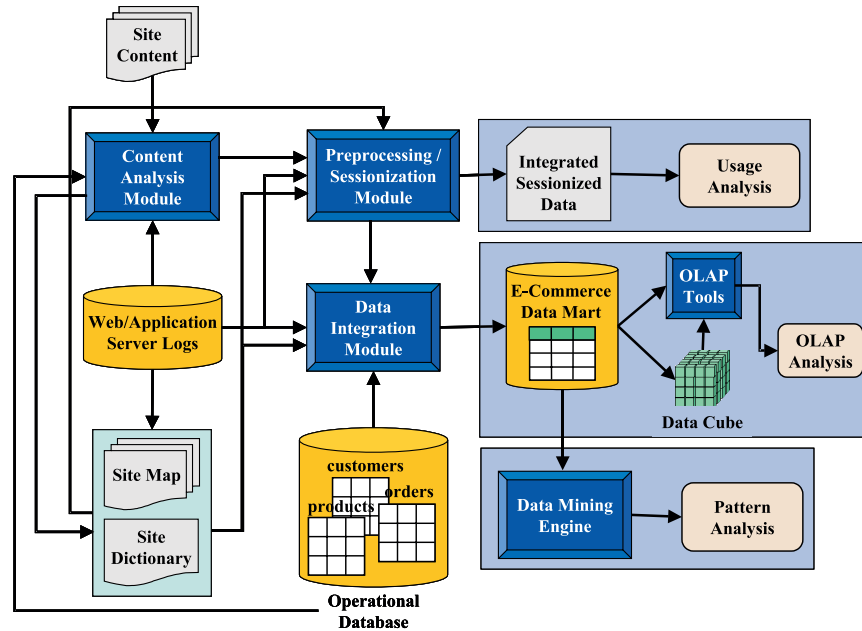 Site
Content
Content
Analysis
Module
Preprocessing /
Sessionization
Module
Integrated
Sessionized
Data
Usage
Analysis
Web/Application
Server Logs
Data
Integration
Module
E-Commerce
Data Mart
OLAP
Tools
OLAP
Analysis
Data Cube
Site Map
Site
Dictionary
customers
orders
products
Operational
Database
Data Mining
Engine
Pattern
Analysis